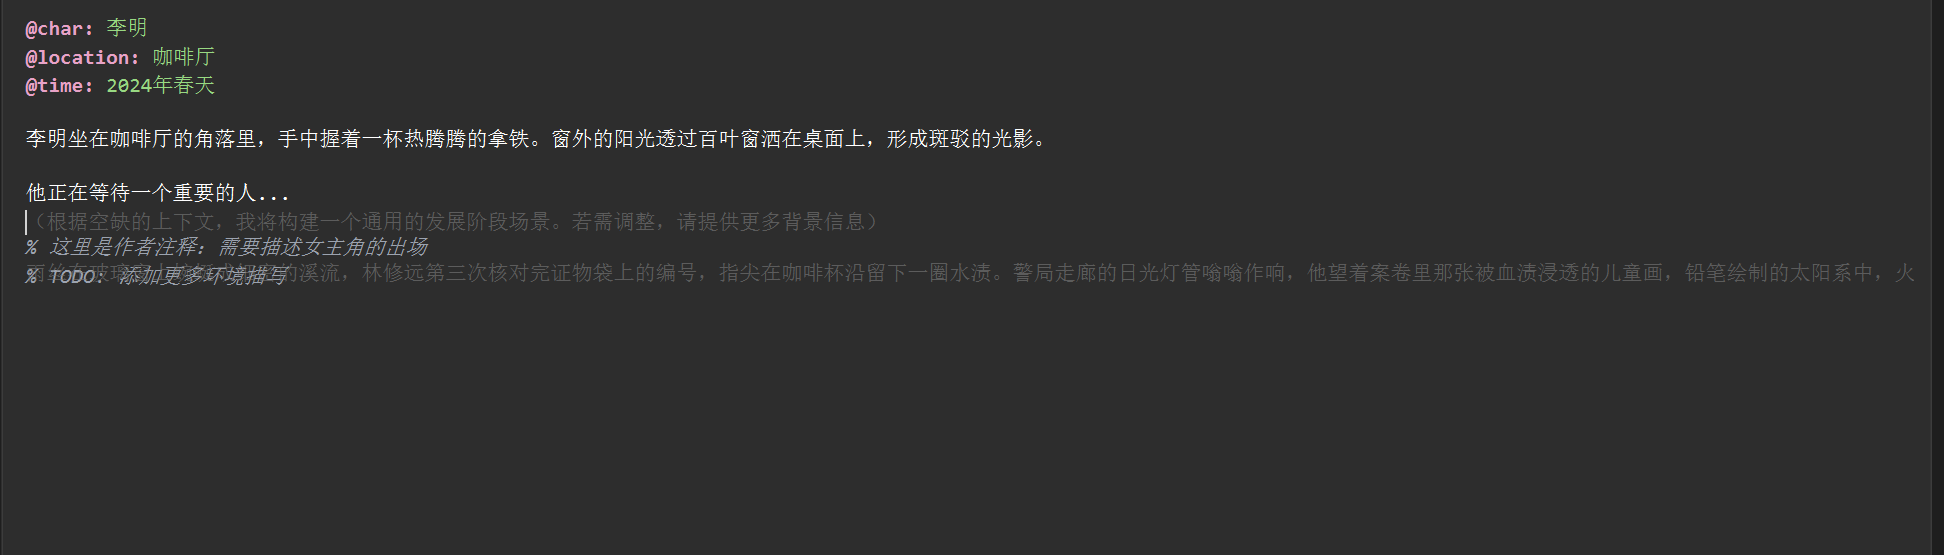 @char: 李明
@location: 咖啡厅
@time: 2024年春天
李明坐在咖啡厅的角落里，手中握着一杯热腾腾的拿铁。窗外的阳光透过百叶窗洒在桌面上，形成斑驳的光影。
他正在等待一个重要的人...
（根据空缺的上下文，我将构建一个通用的发展阶段场景。若需调整，请提供更多背景信息）
% 这里是作者注释：需要描述女主角的出场
% TODO: 添加更多环境描写
的溪流，林修远第三次核对完证物袋上的编号，指尖在咖啡杯沿留下一圈水渍。警局走廊的日光灯管嗡嗡作响，他望着案卷里那张被血渍浸透的儿童画，铅笔绘制的太阳系中，火